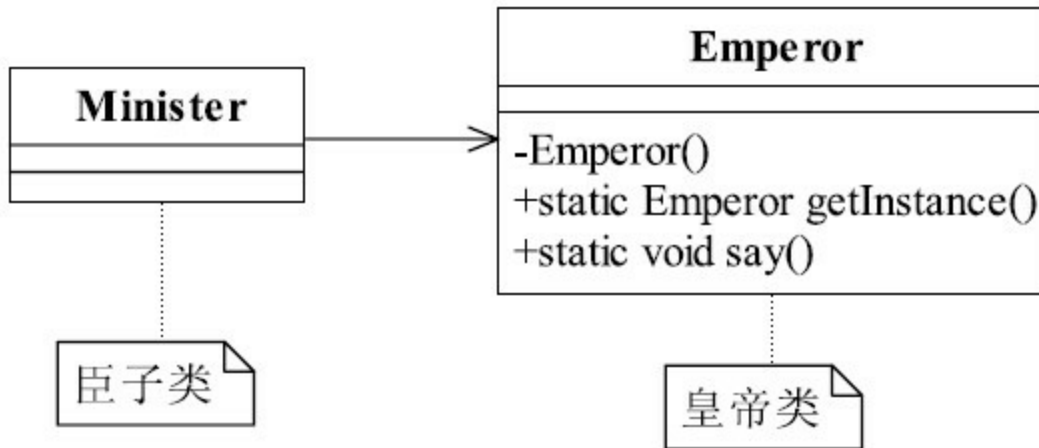 Minister
臣子类
Emperor
-Emperor()
+static Emperor getInstance()
+static void say()
皇帝类